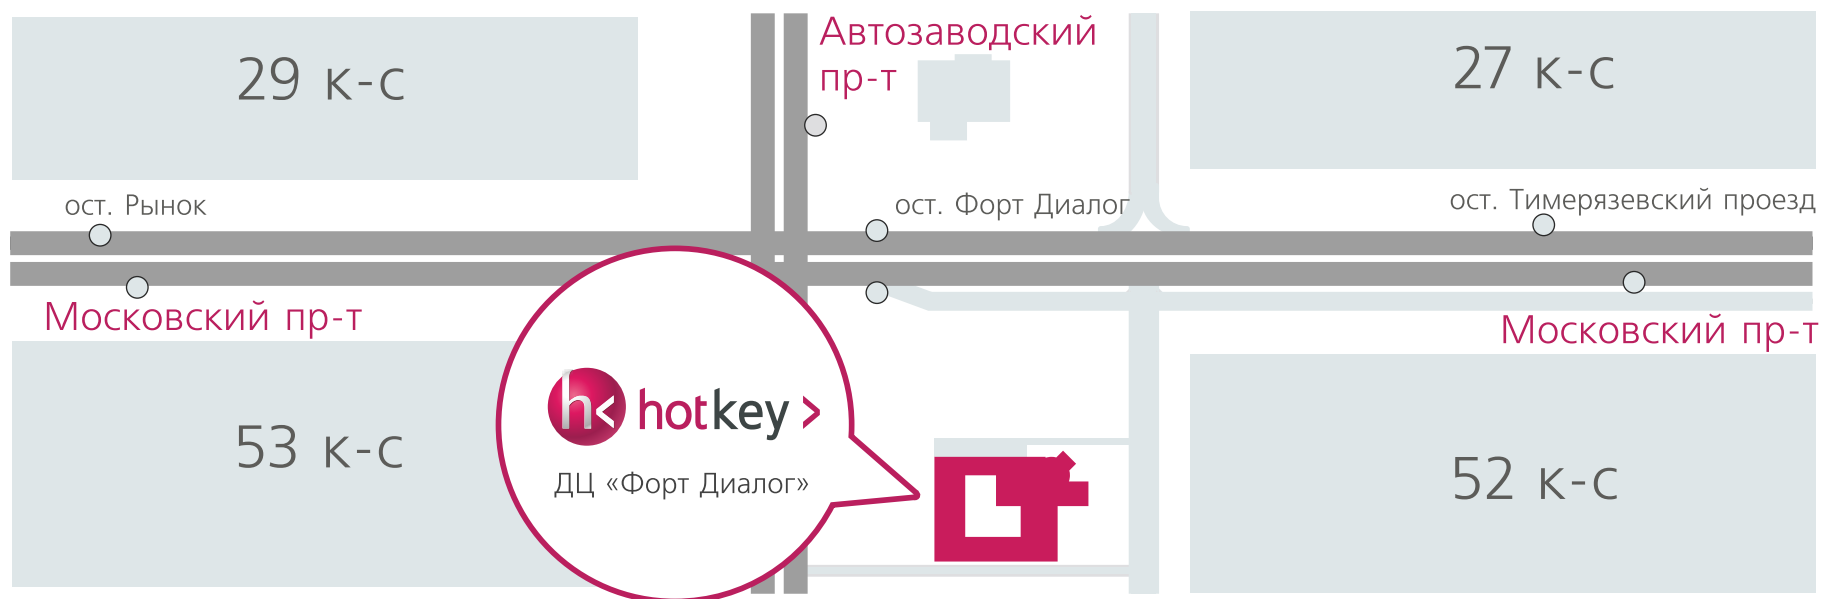 Автозаводский
пр-т
29 к-с
27 к-с
ост. Рынок
ост. Форт Диалог
ост. Тимерязевский проезд
Московский пр-т
Московский пр-т
h< hotkey >
ДЦ «Форт Диалог»
53 к-с
52 к-с